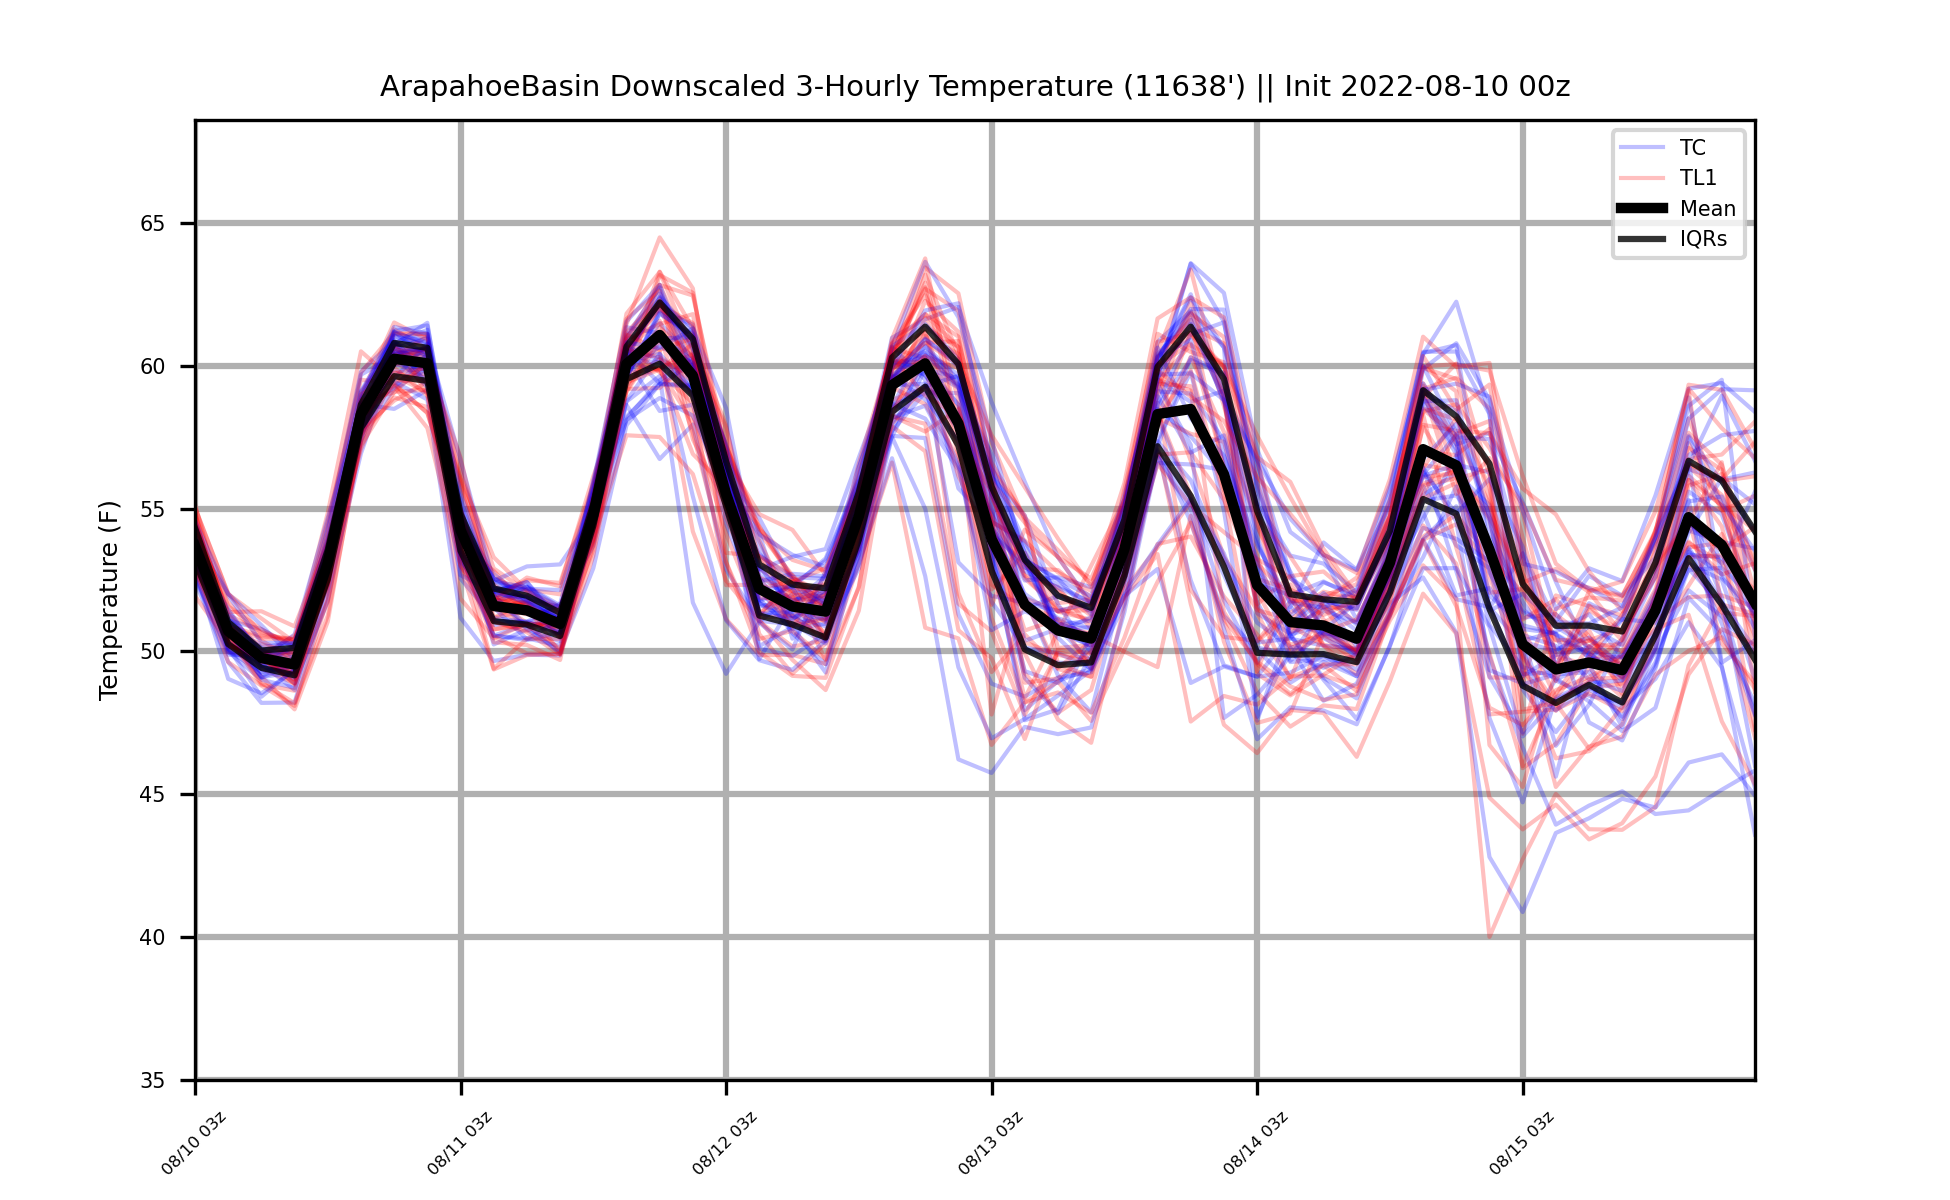 ArapahoeBasin Downscaled 3-Hourly Temperature (11638') || Init 2022-08-10 00z
TC
TL1
Mean
IQRs
Temperature (F)
65
60
55
50
45
40
35
08/10 03z
08/11 03z
08/12 03z
08/13 03z
08/14 03z
08/15 03z